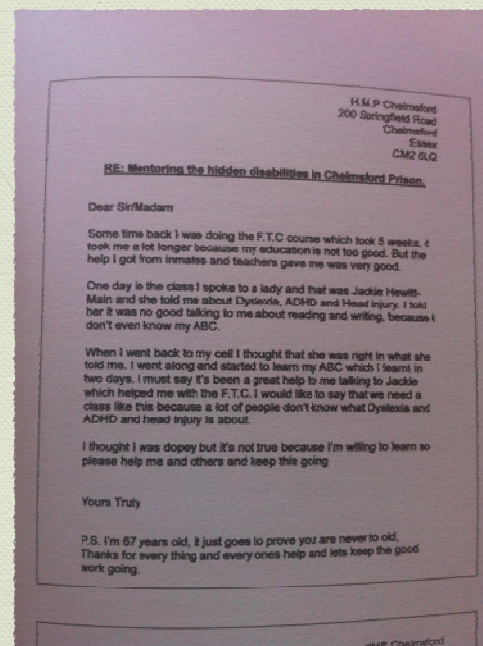 H.M.P Chelmsford
200 Springfield Road
Chelmsford
Essex
CM2 6LQ
RE: Mentoring the hidden disabilities in Chelmsford Prison.
Dear Sir/Madam
Some time back I was doing the F.T.C course which took 5 weeks, it
took me a lot longer because my education is not too good. But the
help I got from inmates and teachers gave me was very good.
One day in the class I spoke to a lady and that was Jackie Hewitt-
Main and she told me about Dyslexia, ADHD and Head injury. I told
her it was no good talking to me about reading and writing, because I
don't even know my ABC.
When I went back to my cell I thought that she was right in what she
told me. I went along and started to learn my ABC which I learnt in
two days. I must say it's been a great help to me talking to Jackie
which helped me with the F.T.C. I would like to say that we need a
class like this because a lot of people don't know what Dyslexia and
ADHD and head injury is about.
I thought I was dopey but it's not true because I'm willing to learn so
please help me and others and keep this going
Yours Truly
P.S. I'm 67 years old, it just goes to prove you are never to old.
Thanks for every thing and every ones help and lets keep the good
work going.
Chelmsford